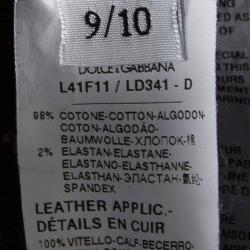 9/10
DOLCE & GABBANA
L41F11 / LD341 - D
98% COTONE-COTTON-ALGODON-
COTON-ALGODÃO-
BAUMWOLLE-ХЛОПОК-棉
2% ELASTAN-ELASTANE-
ELASTANO-ELASTHANNE-
ELASTHAN-ЭЛАСТАН-氨纶-
SPANDEX
LEATHER APPLIC.-
DÉTAILS EN CUIR
100% VITELLO-CALF-BECERRO-